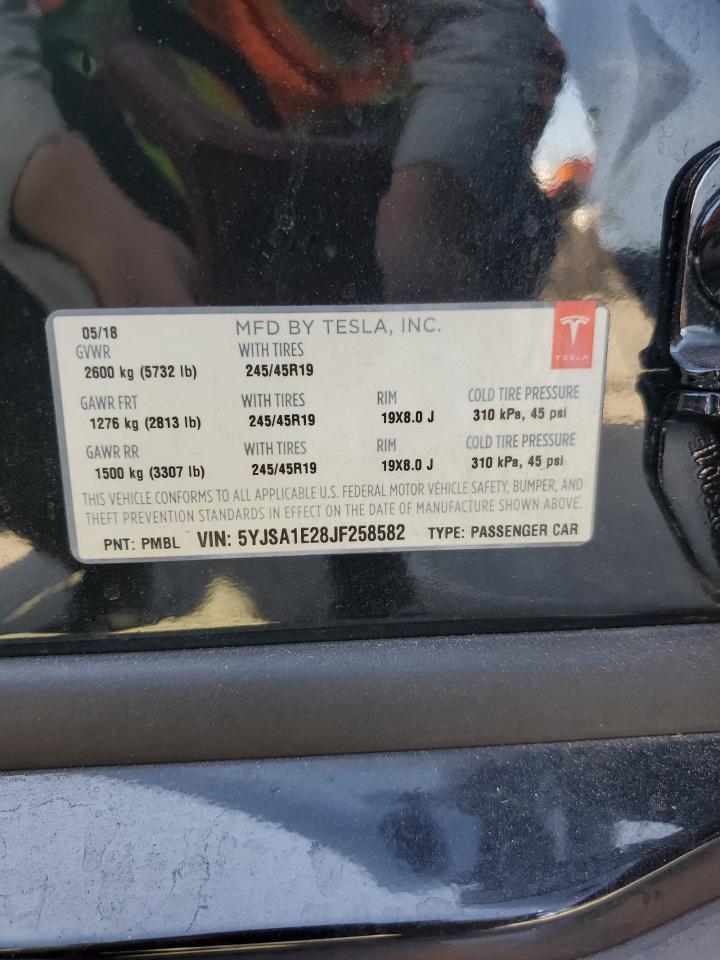 05/18 MFD BY TESLA, INC.
GVWR WITH TIRES
2600 kg (5732 lb) 245/45R19
TESLA
GAWR FRT WITH TIRES RIM COLD TIRE PRESSURE
1276 kg (2813 lb) 245/45R19 19X8.0 J 310 kPa, 45 psi
GAWR RR WITH TIRES RIM COLD TIRE PRESSURE
1500 kg (3307 lb) 245/45R19 19X8.0 J 310 kPa, 45 psi
THIS VEHICLE CONFORMS TO ALL APPLICABLE U.S. FEDERAL MOTOR VEHICLE SAFETY, BUMPER, AND
THEFT PREVENTION STANDARDS IN EFFECT ON THE DATE OF MANUFACTURE SHOWN ABOVE.
PNT: PMBL VIN: 5YJSA1E28JF258582 TYPE: PASSENGER CAR